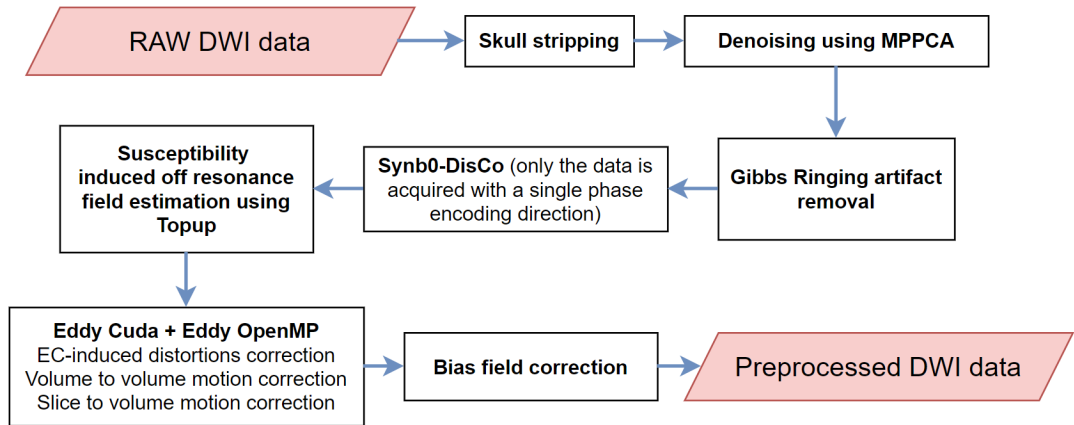 RAW DWI data
Skull stripping
Denoising using MPPCA
Gibbs Ringing artifact
removal
Synb0-DisCo (only the data is
acquired with a single phase
encoding direction)
Susceptibility
induced off resonance
field estimation using
Topup
Eddy Cuda + Eddy OpenMP
EC-induced distortions correction
Volume to volume motion correction
Slice to volume motion correction
Bias field correction
Preprocessed DWI data